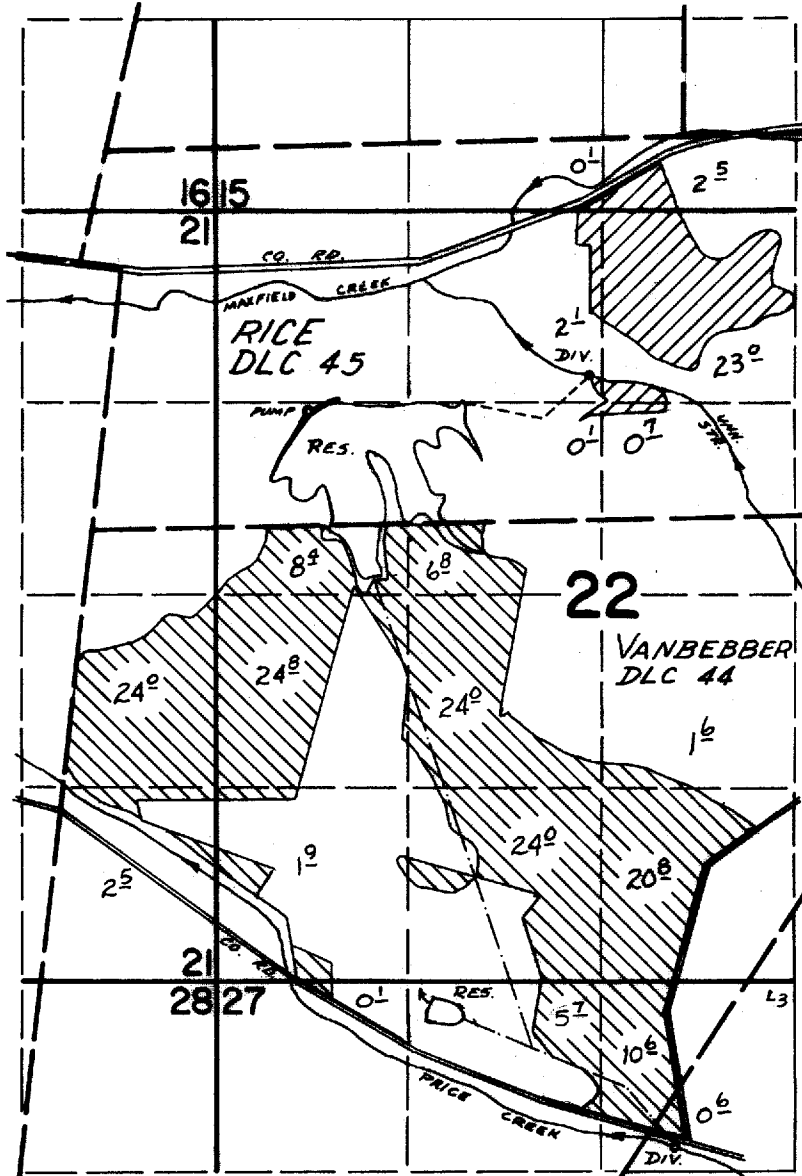 0 1
2 5
16 15
21
CO. RD.
MAXFIELD CREEK
RICE
DLC 45
2 1
DIV.
23 0
PUMP
RES.
0 1
0 7
UNN. STR.
8 4
6 8
22
VANBEBBER
DLC 44
24 0
24 8
24 0
1 6
24 0
20 8
1 9
2 5
CO. RD.
21
28 27
0 1
RES.
5 7
L3
10 6
0 6
PRICE CREEK
DIV.